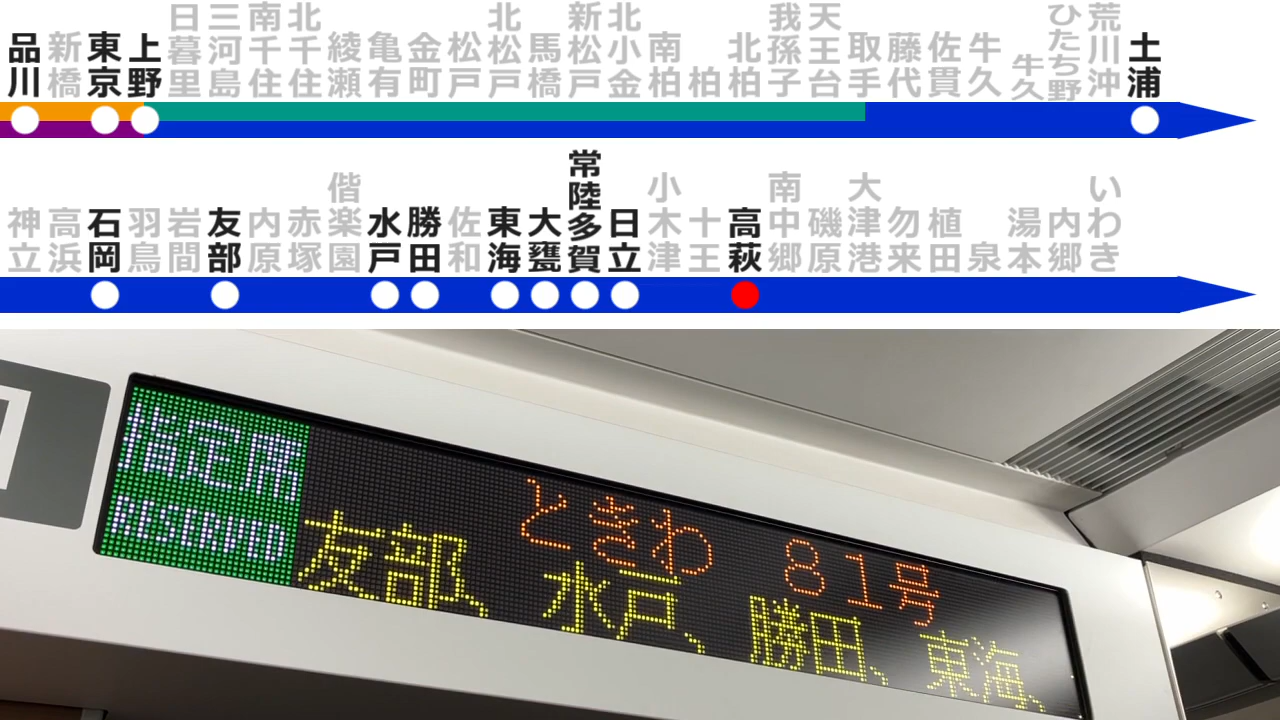 品川
新橋
東京
上野
日暮里
三河島
南千住
北千住
綾瀬
亀有
金町
松戸
北松戸
馬橋
新松戸
北小金
南柏
柏
北柏
我孫子
天王台
取手
藤代
佐貫
牛久
ひたち野
牛久
荒川沖
土浦
神立
高浜
石岡
羽鳥
岩間
友部
内原
赤塚
偕楽園
水戸
勝田
佐和
東海
大甕
常陸多賀
日立
小木津
十王
高萩
南中郷
磯原
大津港
勿来
植田
泉
湯本
内郷
いわき
指定席
RESERVED
ときわ 81号
友部、 水戸、 勝田、 東海、